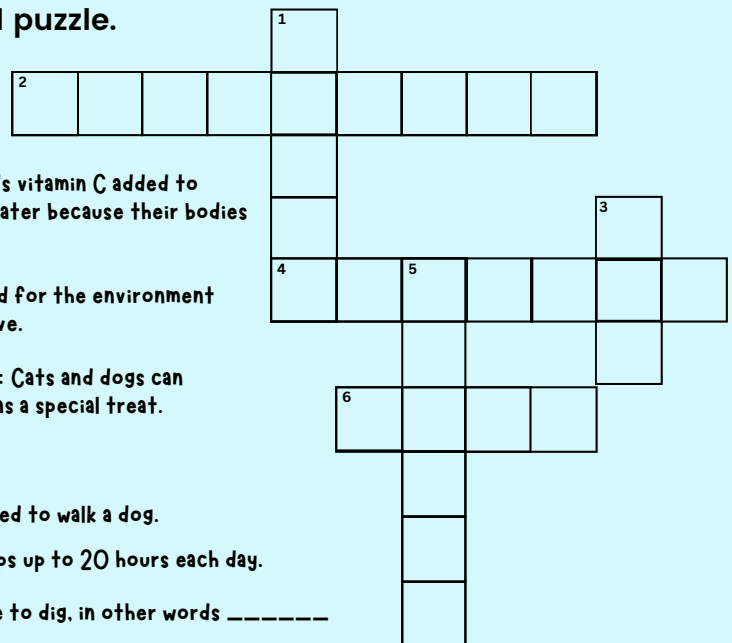 puzzle.
1
2
's vitamin C added to
ater because their bodies
3
4
5
d for the environment
ve.
: Cats and dogs can
as a special treat.
6
ed to walk a dog.
ps up to 20 hours each day.
e to dig, in other words ______